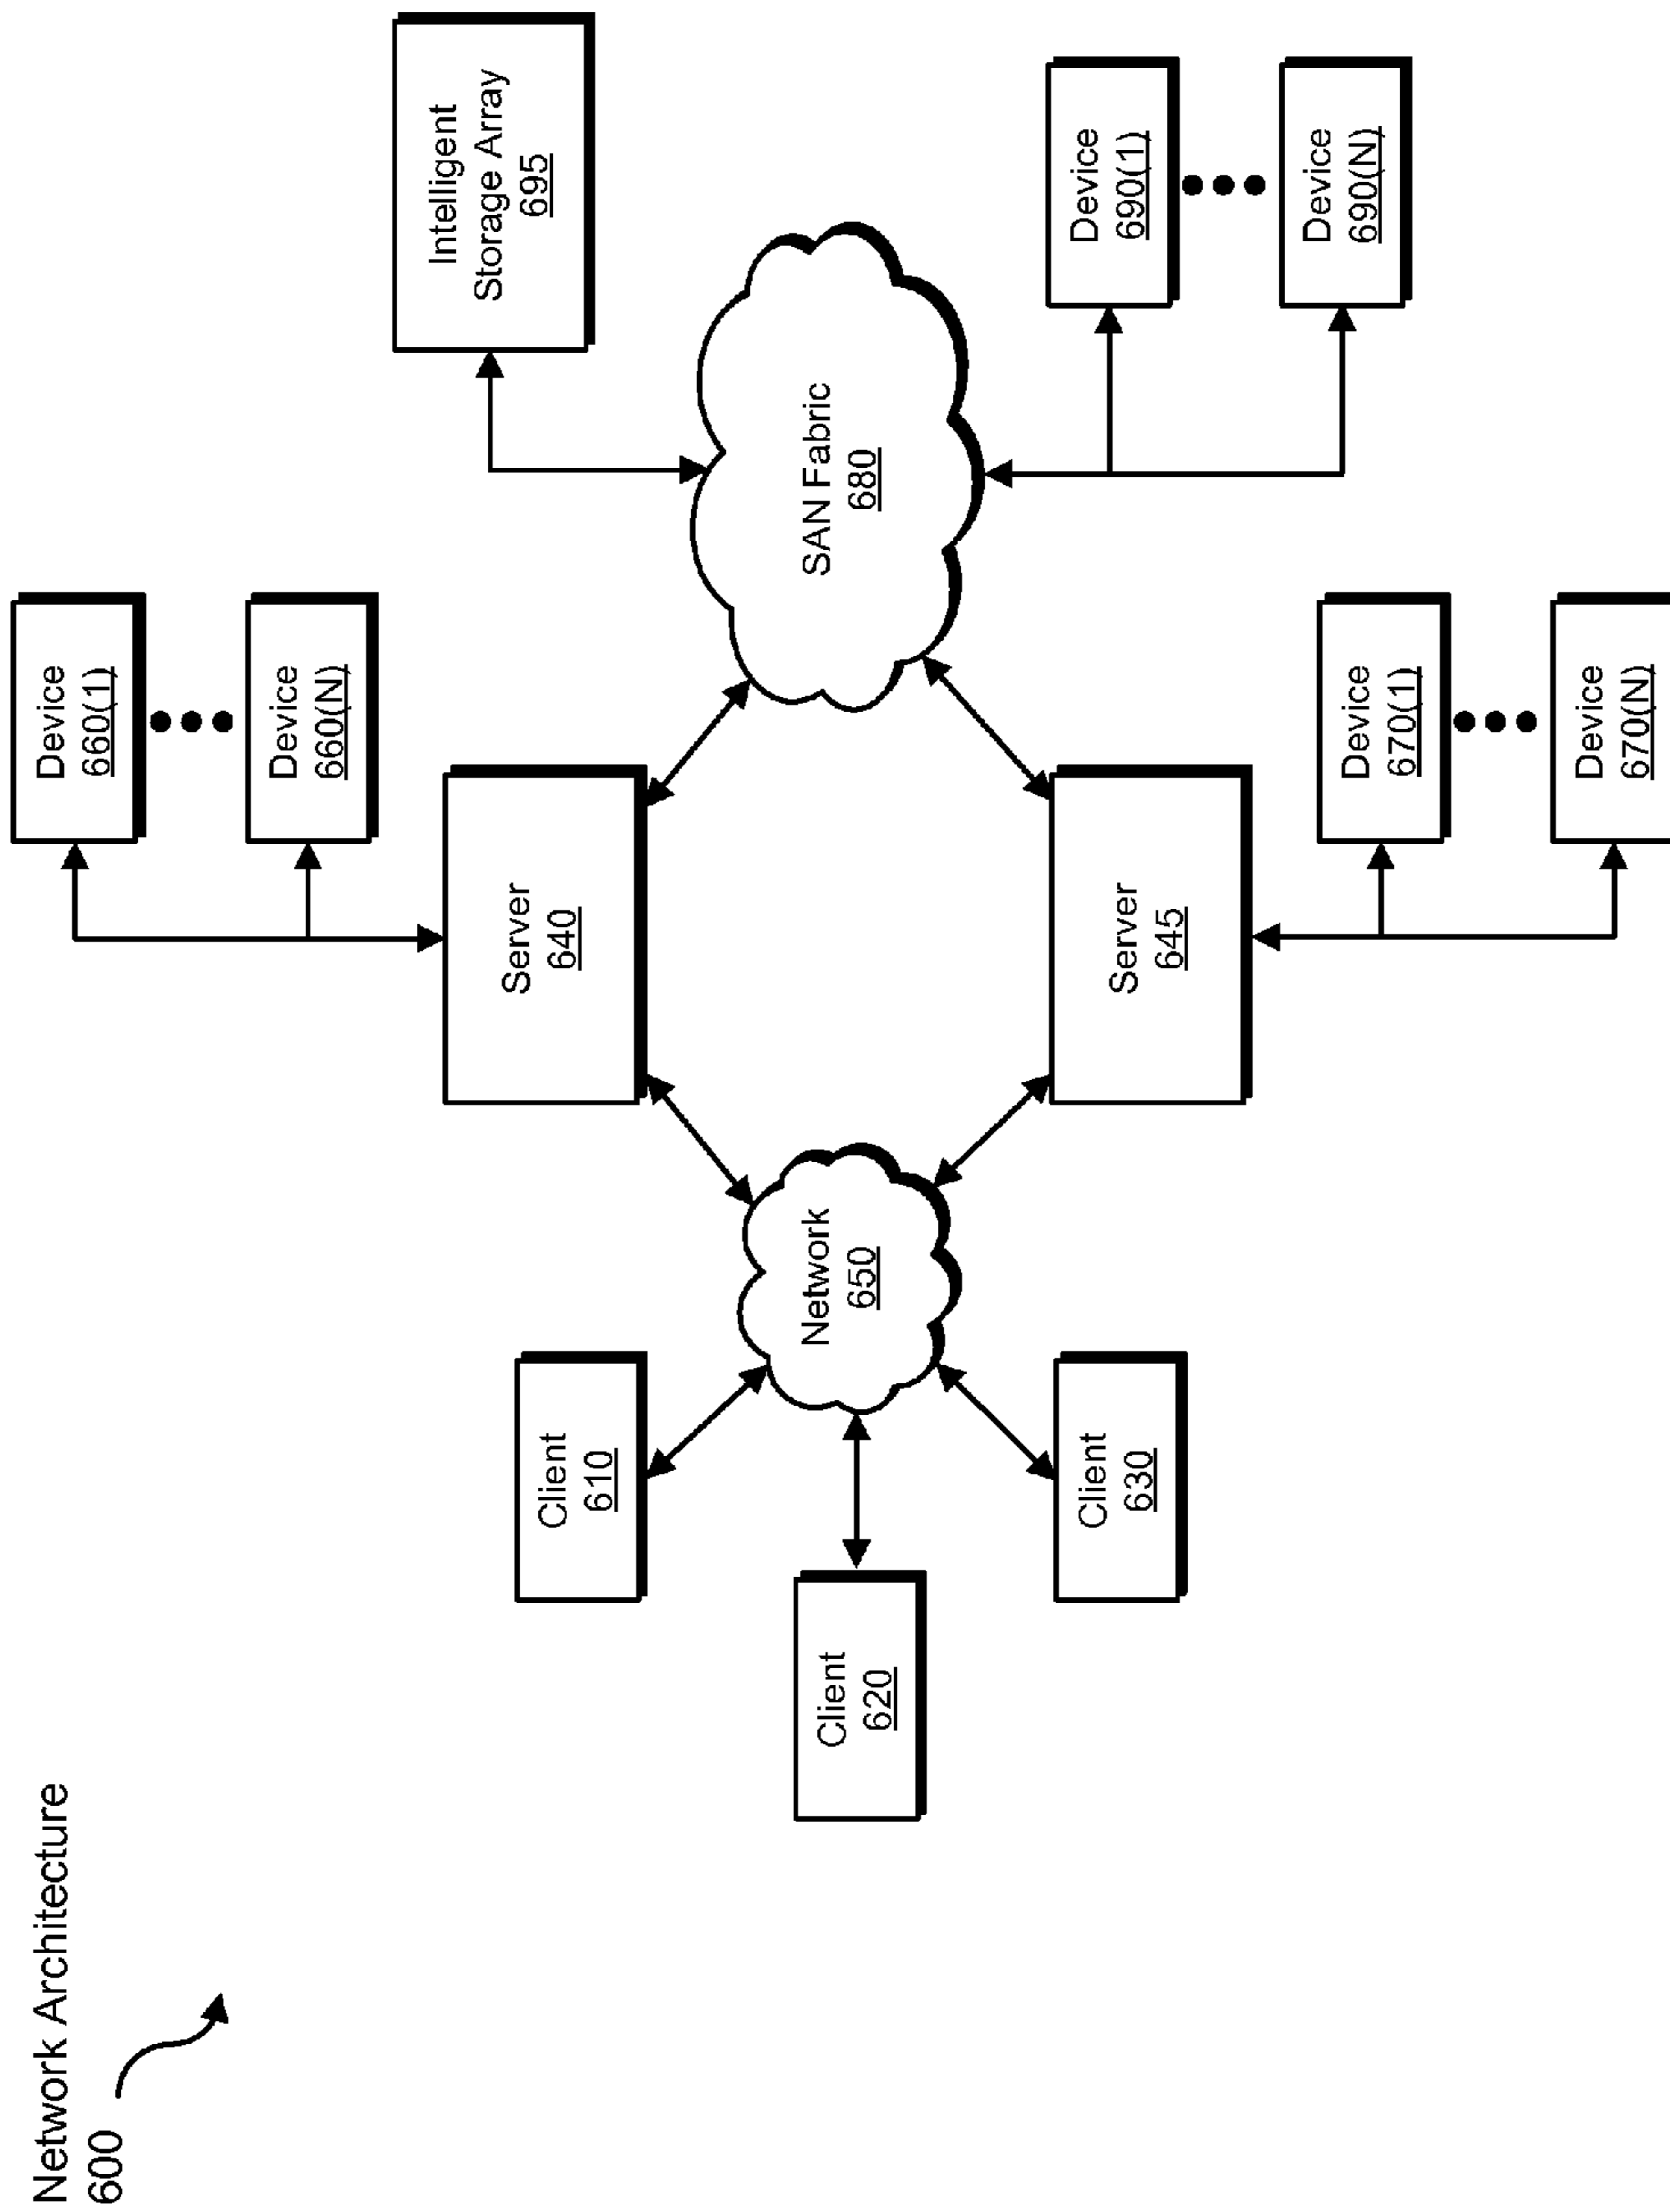 Network Architecture
600
Device
660(1)
Device
660(N)
Intelligent
Storage Array
695
Client
610
Server
640
Client
620
Network
650
SAN Fabric
680
Client
630
Server
645
Device
690(1)
Device
690(N)
Device
670(1)
Device
670(N)